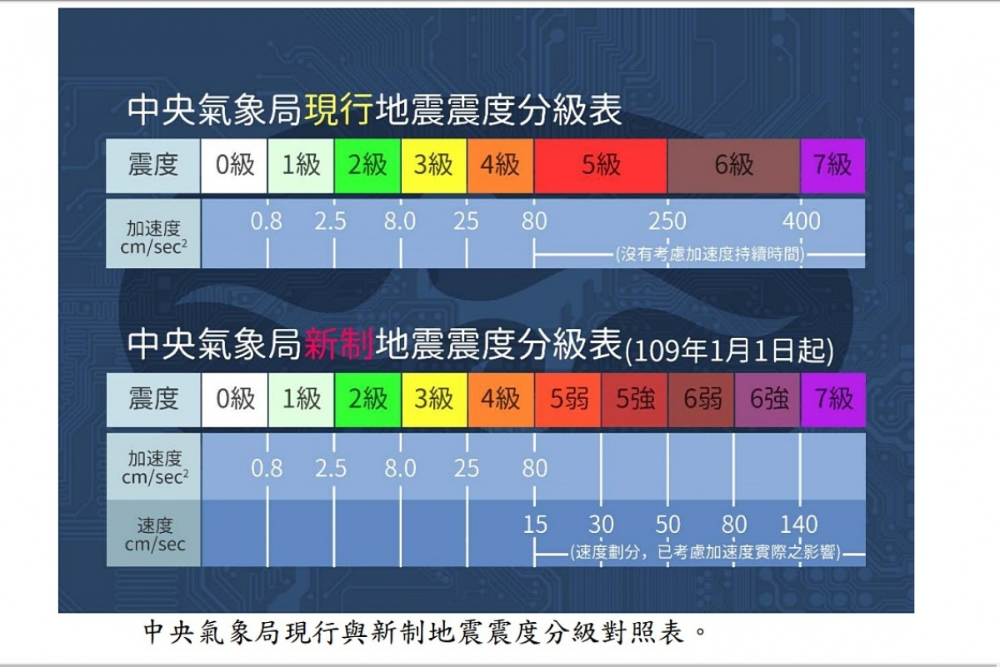 中央氣象局現行地震震度分級表
震度 0級 1級 2級 3級 4級 5級 6級 7級
加速度 0.8 2.5 8.0 25 80 250 400
cm/sec² (沒有考慮加速度持續時間)
中央氣象局新制地震震度分級表(109年1月1日起)
震度 0級 1級 2級 3級 4級 5弱 5強 6弱 6強 7級
加速度 0.8 2.5 8.0 25 80
cm/sec²
速度 15 30 50 80 140
cm/sec (速度劃分，已考慮加速度實際之影響)
中央氣象局現行與新制地震震度分級對照表。